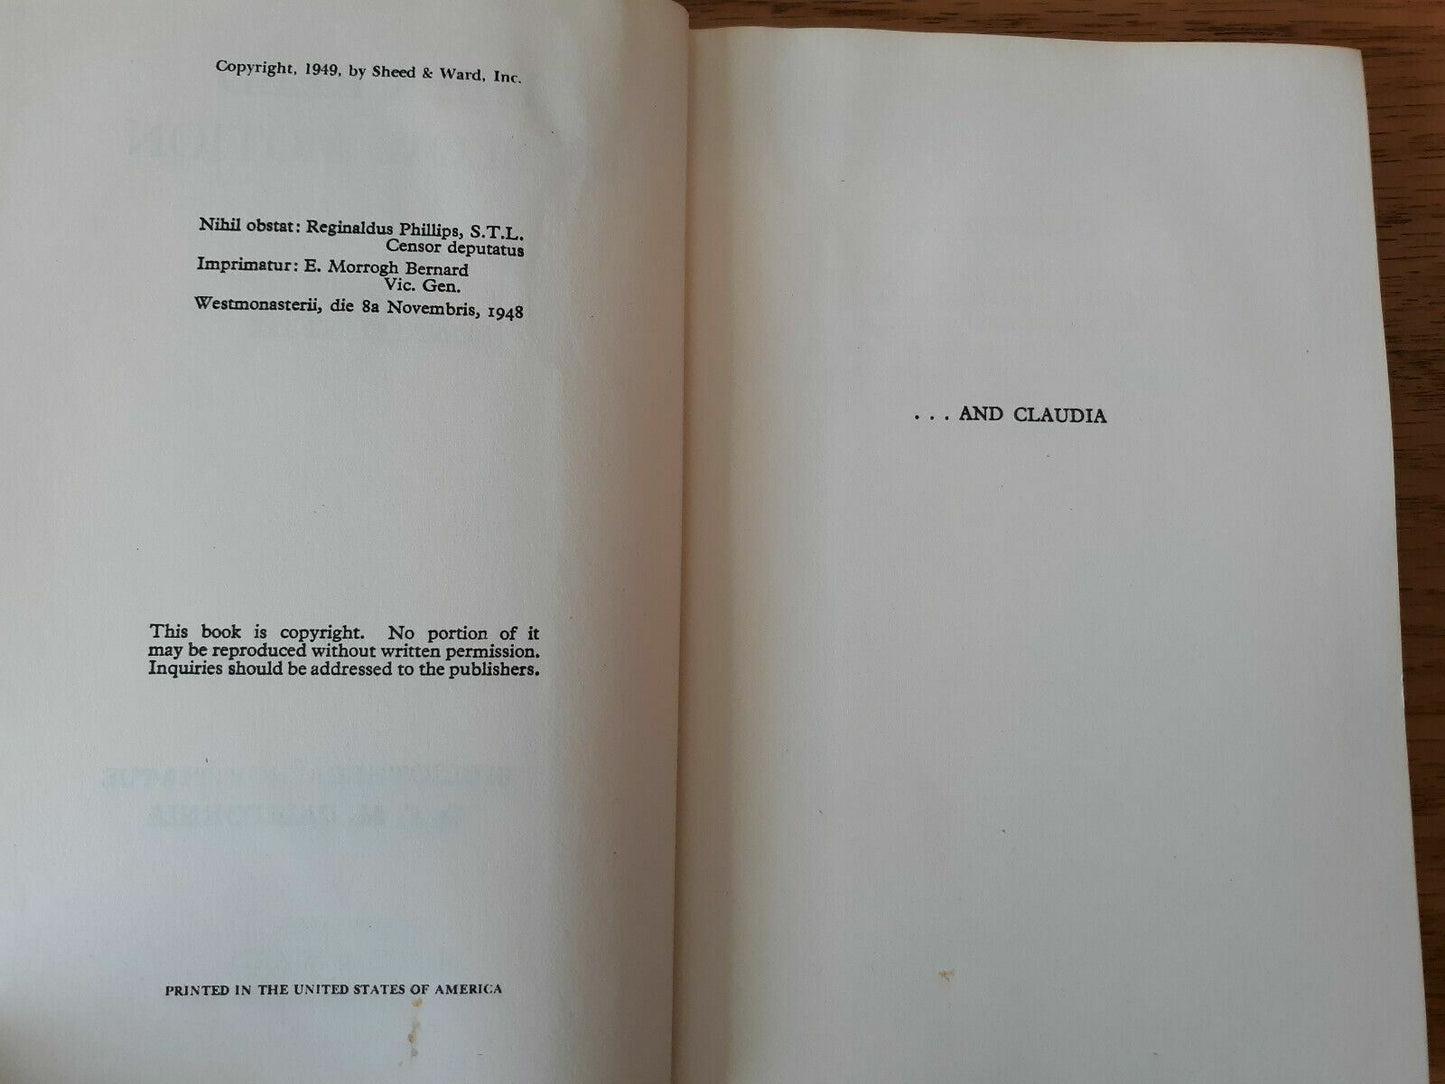 Copyright, 1949, by Sheed & Ward, Inc.
Nihil obstat: Reginaldus Phillips, S.T.L.
Censor deputatus
Imprimatur: E. Morrogh Bernard
Vic. Gen.
Westmonasterii, die 8a Novembris, 1948
This book is copyright. No portion of it
may be reproduced without written permission.
Inquiries should be addressed to the publishers.
PRINTED IN THE UNITED STATES OF AMERICA
. . . AND CLAUDIA